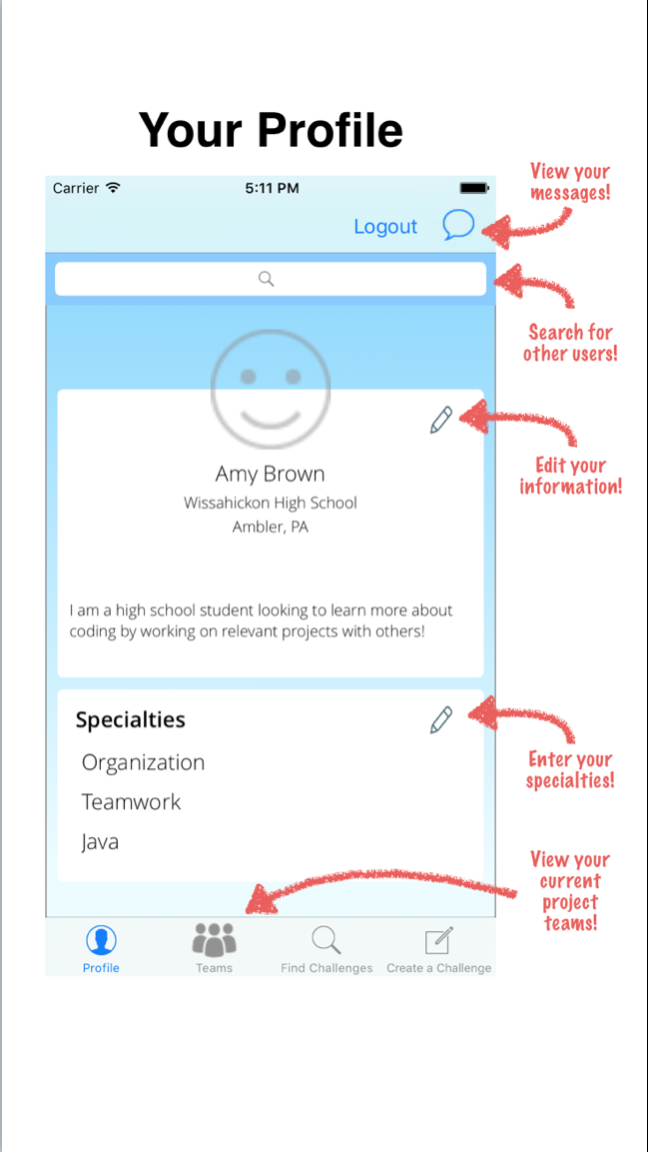 Your Profile
View your
messages!
Carrier
5:11 PM
Logout
Search for
other users!
Edit your
information!
Amy Brown
Wissahickon High School
Ambler, PA
I am a high school student looking to learn more about
coding by working on relevant projects with others!
Specialties
Organization
Teamwork
Java
Enter your
specialties!
View your
current
project
teams!
Profile
Teams
Find Challenges
Create a Challenge